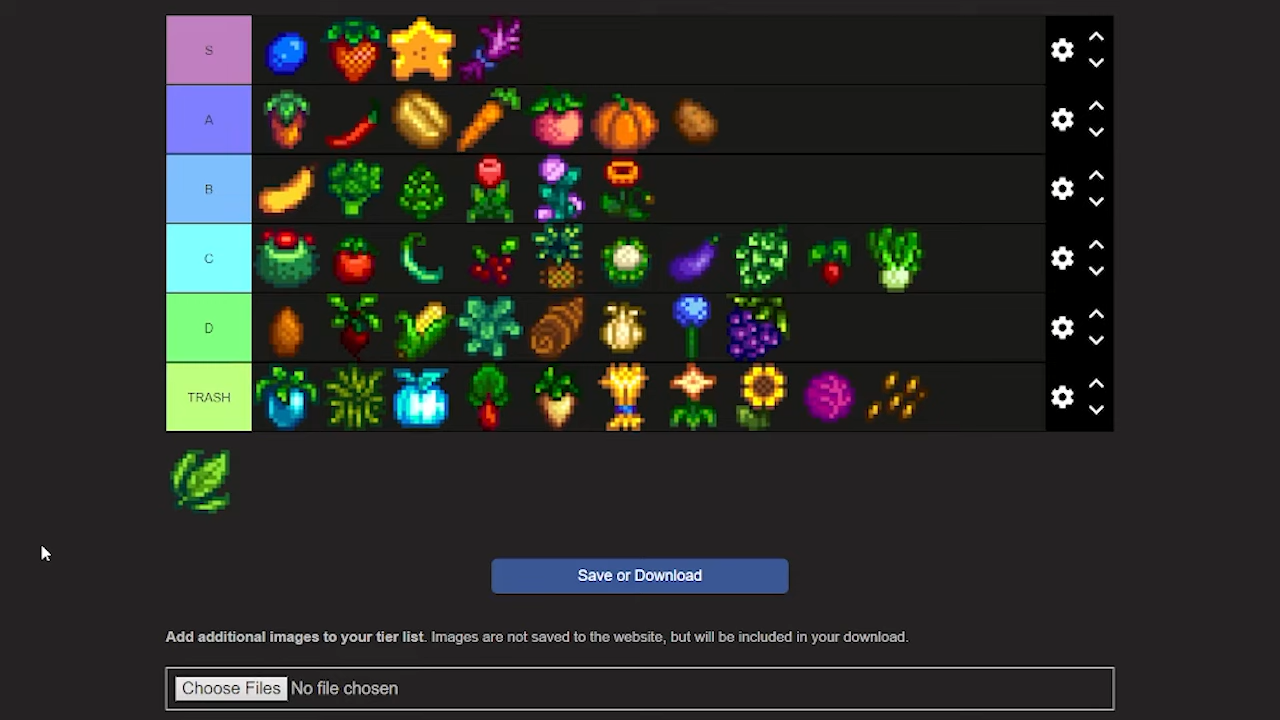 S
A
B
C
D
TRASH
Save or Download
Add additional images to your tier list. Images are not saved to the website, but will be included in your download.
Choose Files No file chosen